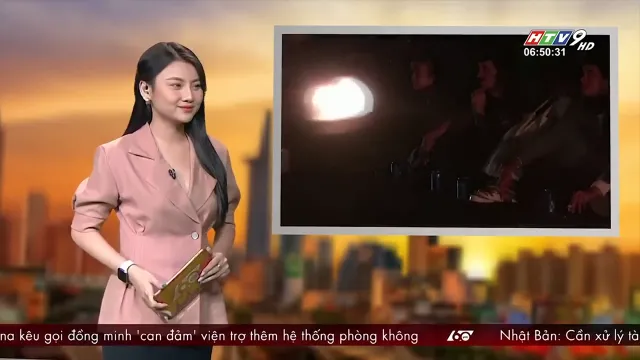 HTV9 HD
06:50:31
na kêu gọi đồng minh 'can đảm' viện trợ thêm hệ thống phòng không
60
Nhật Bản: Cần xử lý tà